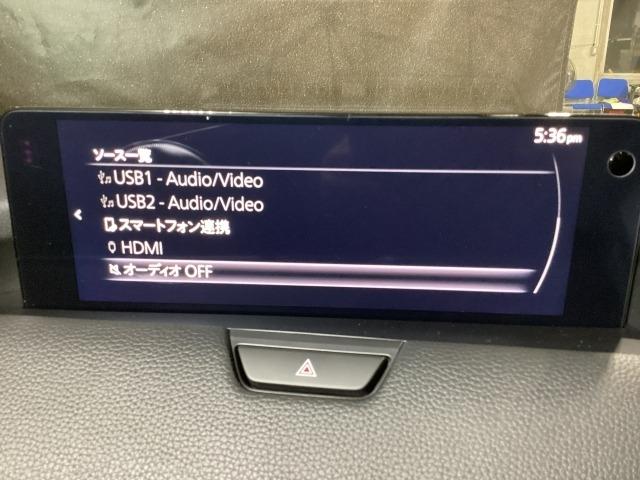 5:36pm
ソース一覧
USB1 - Audio/Video
USB2 - Audio/Video
スマートフォン連携
HDMI
オーディオ OFF